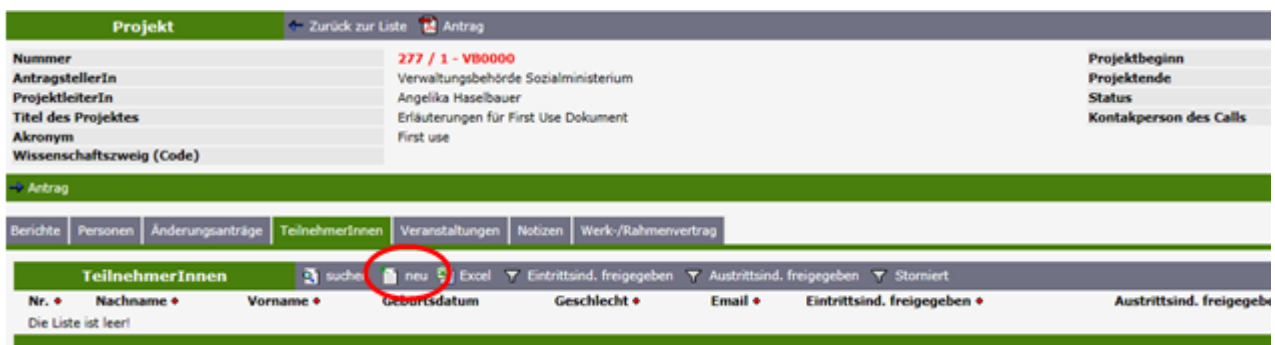 Projekt Zurück zur Liste Antrag
Nummer 277 / 1 - VB0000 Projektbeginn
AntragstellerIn Verwaltungsbehörde Sozialministerium Projektende
ProjektleiterIn Angelika Haselbauer Status
Titel des Projektes Erläuterungen für First Use Dokument Kontakperson des Calls
Akronym First use
Wissenschaftszweig (Code)
Antrag
Berichte Personen Änderungsanträge TeilnehmerInnen Veranstaltungen Notizen Werk-/Rahmenvertrag
TeilnehmerInnen suchen neu Excel Eintrittsind. freigegeben Austrittsind. freigegeben Storniert
Nr. Nachname Vorname Geburtsdatum Geschlecht Email Eintrittsind. freigegeben Austrittsind. freigegebe
Die Liste ist leer!